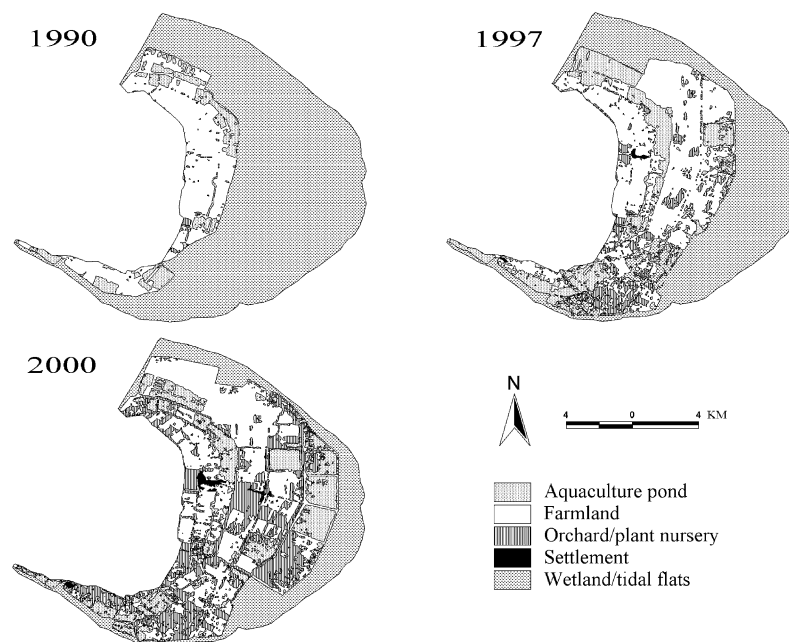 1990
1997
2000
N
4 0 4 KM
Aquaculture pond
Farmland
Orchard/plant nursery
Settlement
Wetland/tidal flats